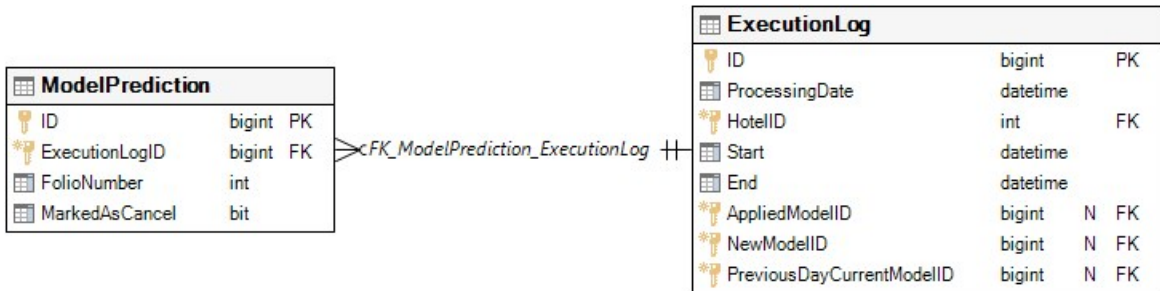 ModelPrediction
ID bigint PK
ExecutionLogID bigint FK
FolioNumber int
MarkedAsCancel bit
FK_ModelPrediction_ExecutionLog
ExecutionLog
ID bigint PK
ProcessingDate datetime
HotelID int FK
Start datetime
End datetime
AppliedModelID bigint N FK
NewModelID bigint N FK
PreviousDayCurrentModelID bigint N FK